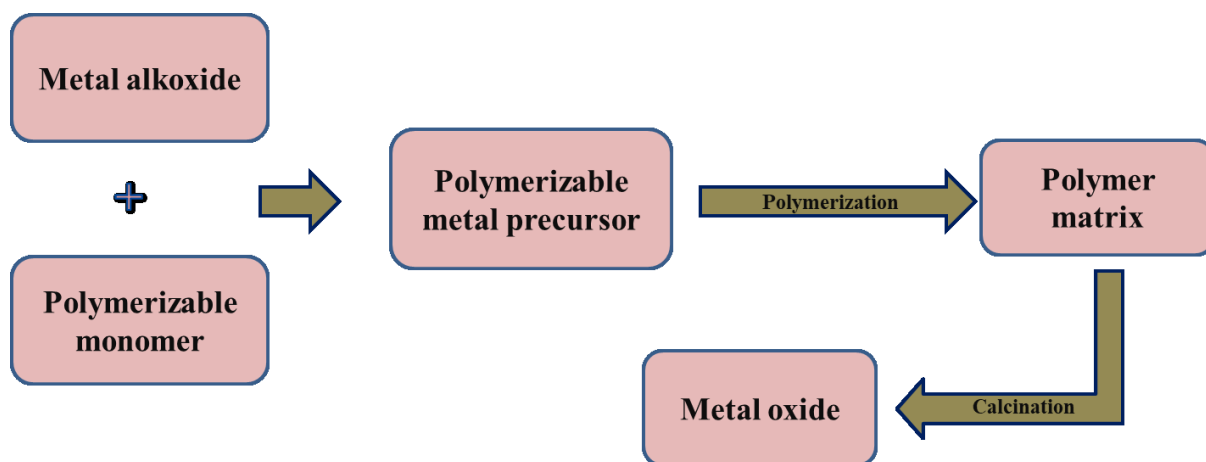 Metal alkoxide
+
Polymerizable
monomer
Polymerizable
metal precursor
Polymerization
Polymer
matrix
Calcination
Metal oxide